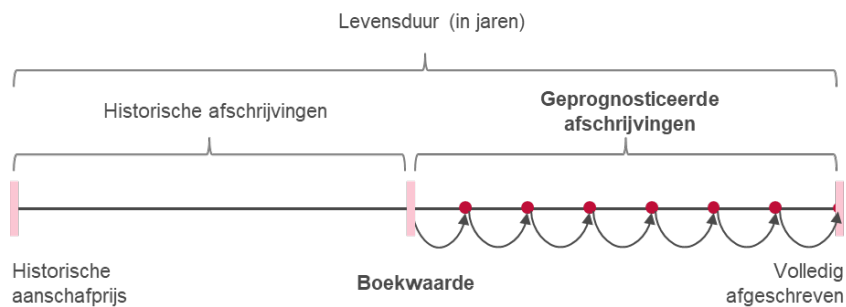 Levensduur (in jaren)
Historische afschrijvingen
Geprognosticeerde
afschrijvingen
Historische
aanschafprijs
Boekwaarde
Volledig
afgeschreven